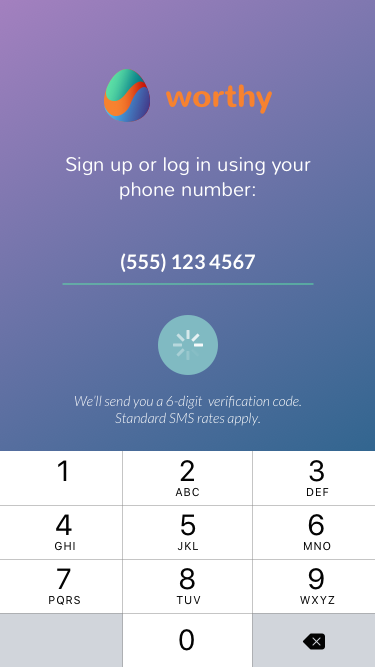 worthy
Sign up or log in using your
phone number:
(555) 123 4567
We'll send you a 6-digit verification code.
Standard SMS rates apply.
1 2 3
ABC DEF
4 5 6
GHI JKL MNO
7 8 9
PQRS TUV WXYZ
0